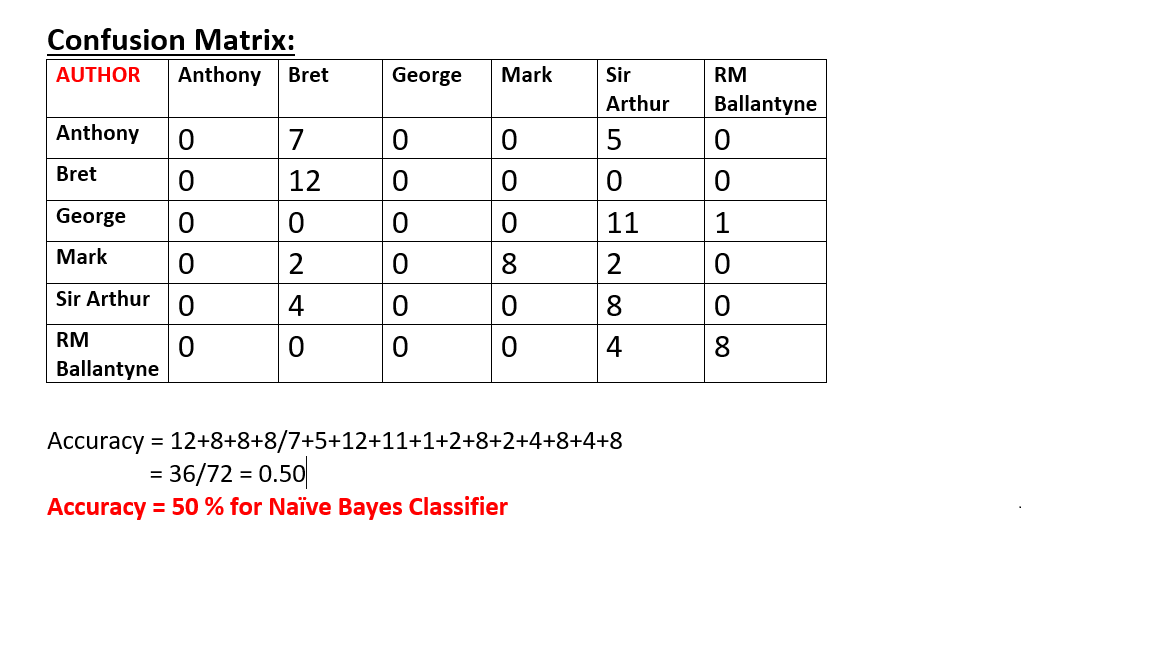 Confusion Matrix:
AUTHOR Anthony Bret George Mark Sir Arthur RM Ballantyne
Anthony 0 7 0 0 5 0
Bret 0 12 0 0 0 0
George 0 0 0 0 11 1
Mark 0 2 0 8 2 0
Sir Arthur 0 4 0 0 8 0
RM Ballantyne 0 0 0 0 4 8
Accuracy = 12+8+8+8/7+5+12+11+1+2+8+2+4+8+4+8
= 36/72 = 0.50
Accuracy = 50 % for Naïve Bayes Classifier